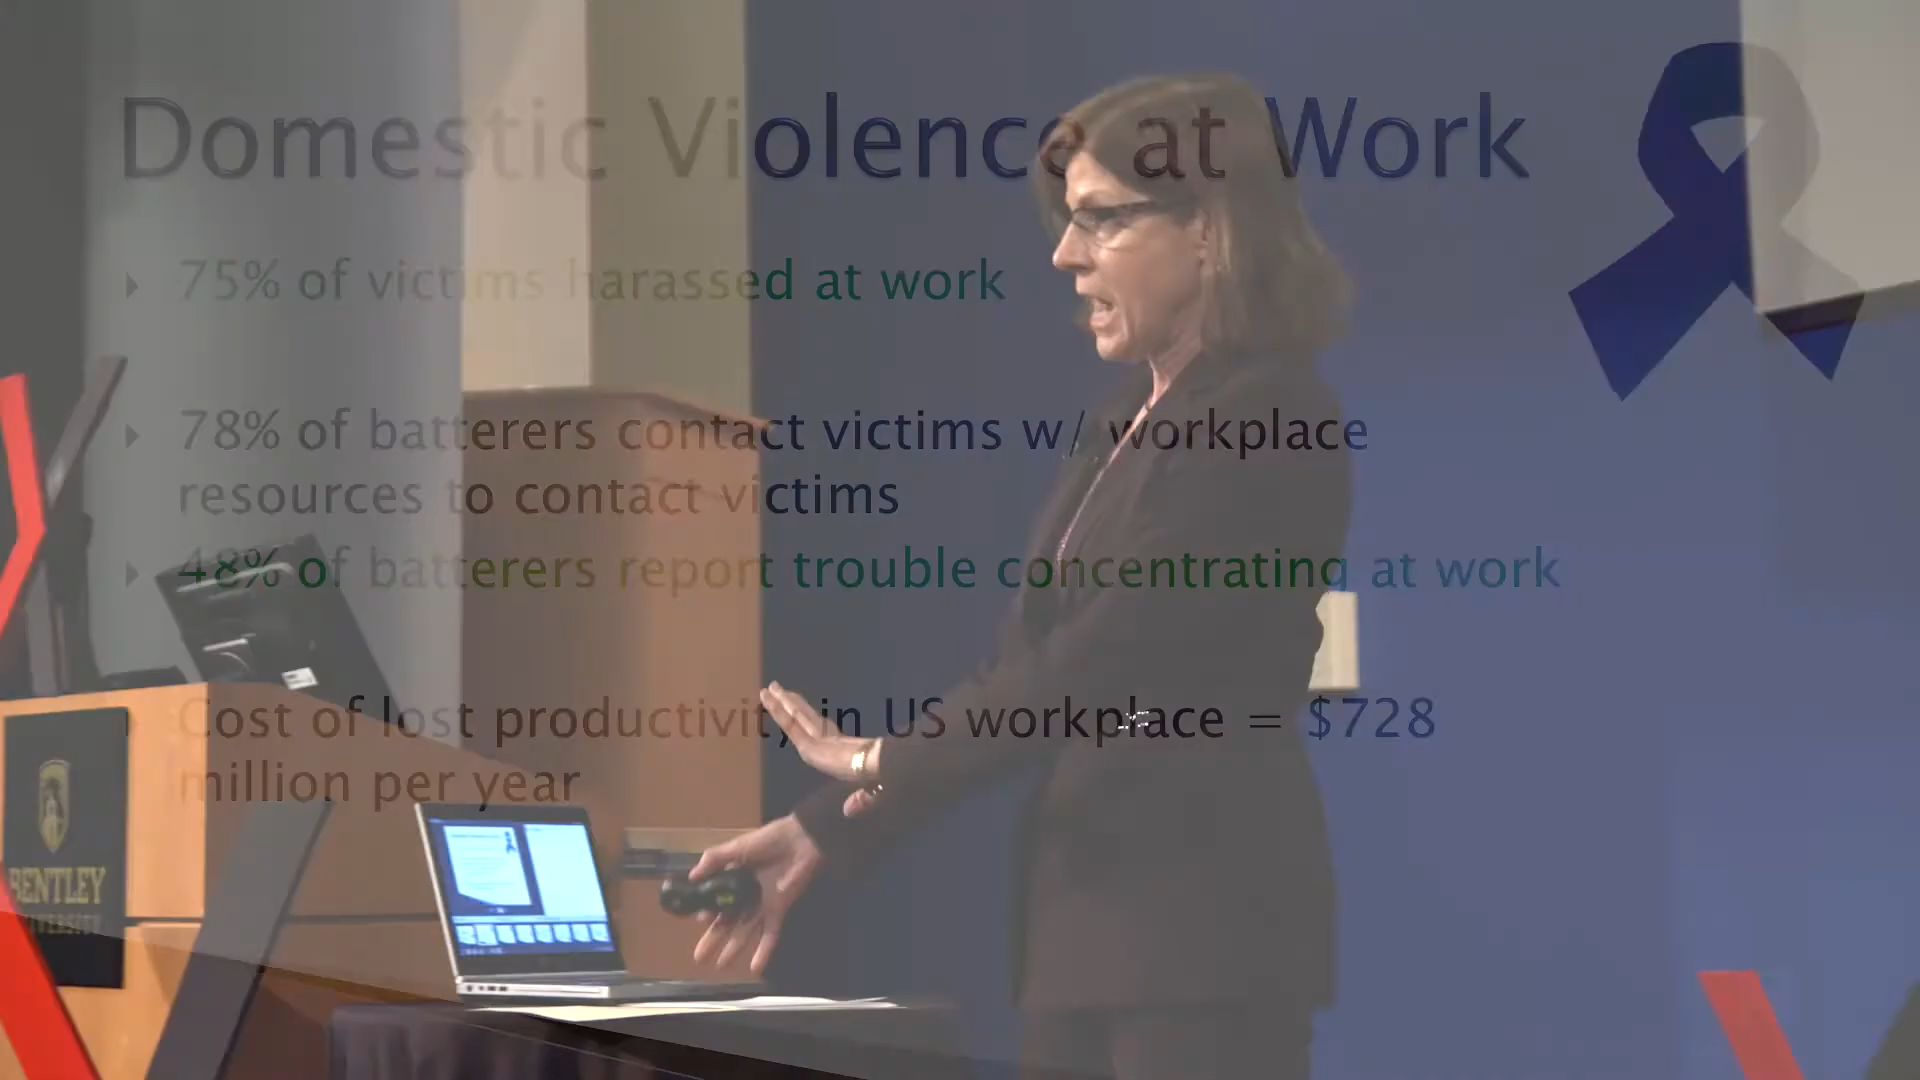 Domestic Violence at Work
75% of victims harassed at work
78% of batterers contact victims w/ workplace
resources to contact victims
48% of batterers report trouble concentrating at work
Cost of lost productivity in US workplace = $728
million per year
BENTLEY
UNIVERSITY